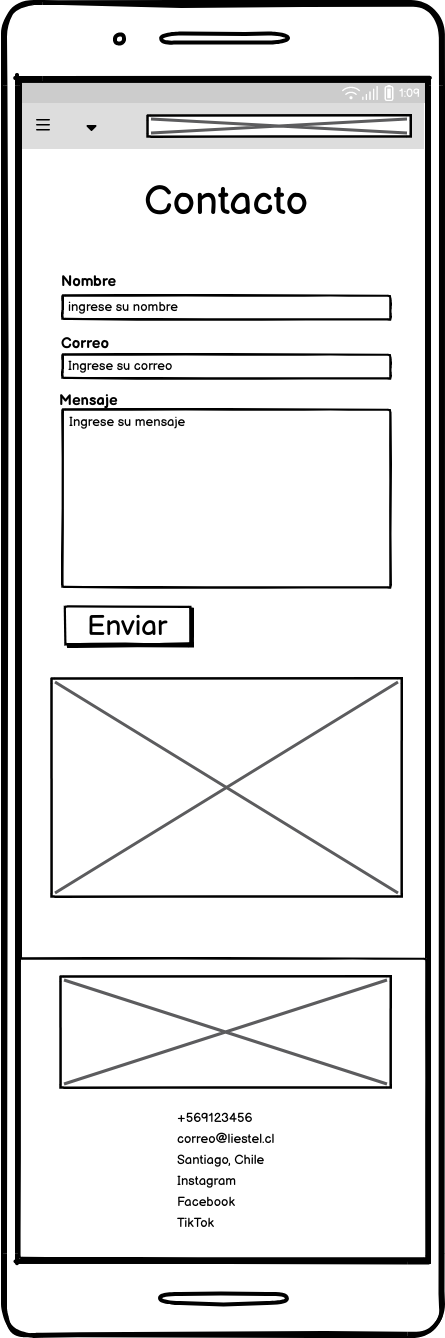 1:09
Contacto
Nombre
ingrese su nombre
Correo
Ingrese su correo
Mensaje
Ingrese su mensaje
Enviar
+569123456
correo@liestel.cl
Santiago, Chile
Instagram
Facebook
TikTok